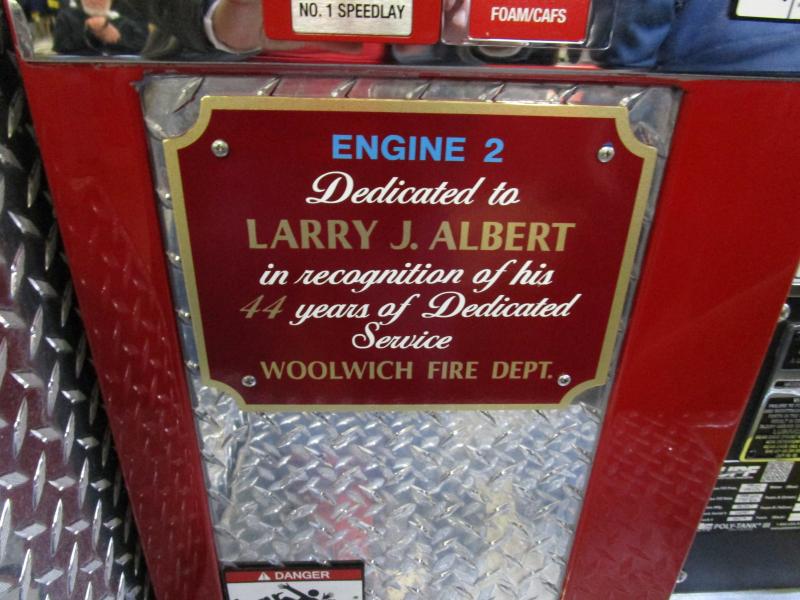 NO. 1 SPEEDLAY
FOAM/CAFS
ENGINE 2
Dedicated to
LARRY J. ALBERT
in recognition of his
44 years of Dedicated
Service
WOOLWICH FIRE DEPT.
DANGER
POLY-TANK